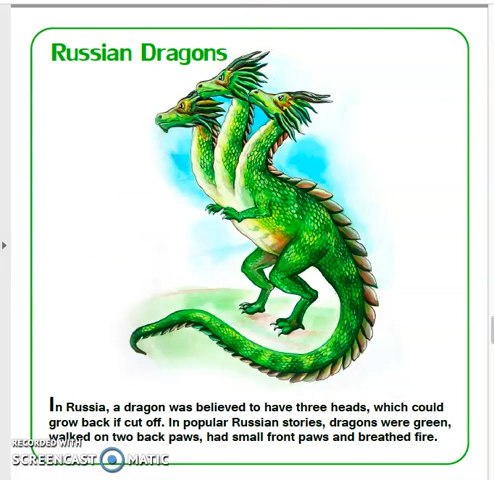 Russian Dragons
In Russia, a dragon was believed to have three heads, which could
grow back if cut off. In popular Russian stories, dragons were green,
walked on two back paws, had small front paws and breathed fire.
RECORDED WITH
SCREENCAST MATIC